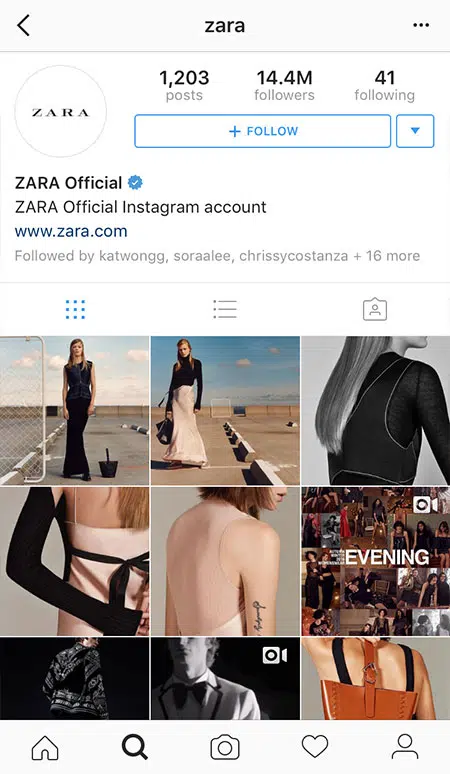 zara
ZARA
1,203 14.4M 41
posts followers following
+ FOLLOW
ZARA Official
ZARA Official Instagram account
www.zara.com
Followed by katwongg, soraalee, chrissycostanza + 16 more
EVENING